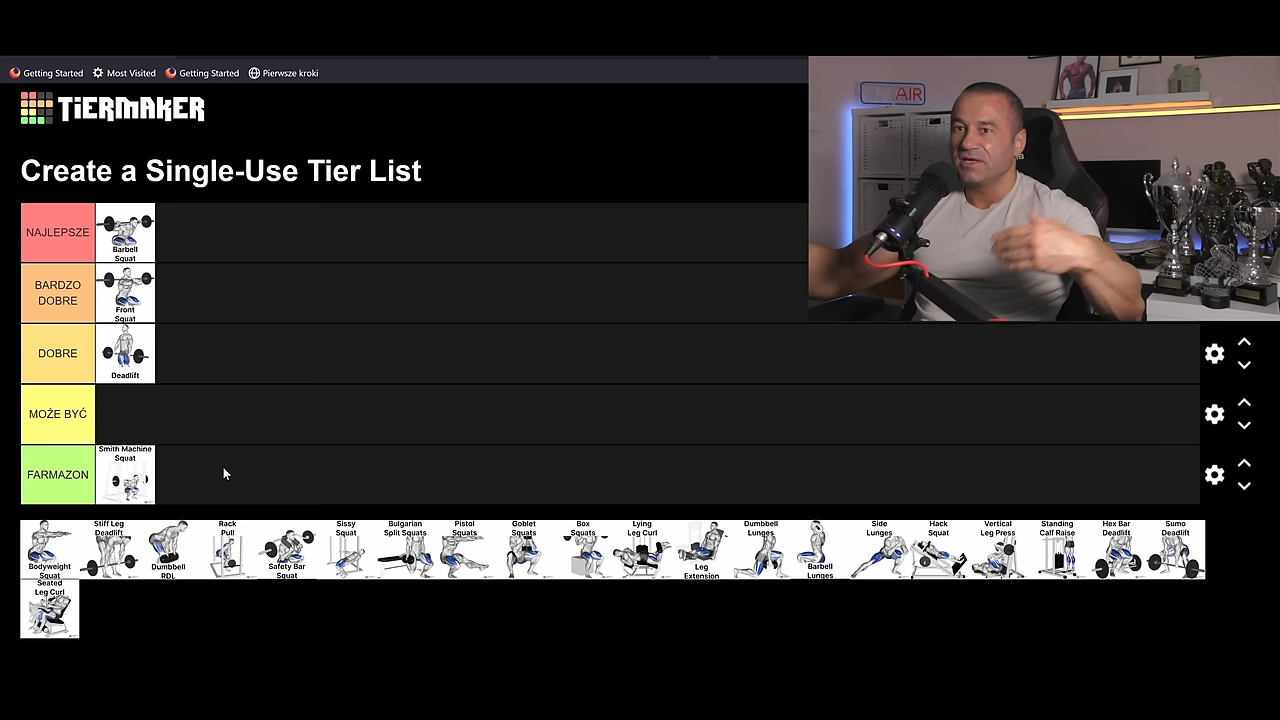 Getting Started Most Visited Getting Started Pierwsze kroki
AIR
TiERMAKER
Create a Single-Use Tier List
NAJLEPSZE
Barbell
Squat
BARDZO
DOBRE
Front
Squat
DOBRE
Deadlift
MOŻE BYĆ
FARMAZON
Smith Machine
Squat
Bodyweight
Squat
Stiff Leg
Deadlift
Dumbbell
RDL
Rack
Pull
Safety Bar
Squat
Sissy
Squat
Bulgarian
Split Squats
Pistol
Squats
Goblet
Squats
Box
Squats
Lying
Leg Curl
Leg
Extension
Dumbbell
Lunges
Barbell
Lunges
Side
Lunges
Hack
Squat
Vertical
Leg Press
Standing
Calf Raise
Hex Bar
Deadlift
Sumo
Deadlift
Seated
Leg Curl